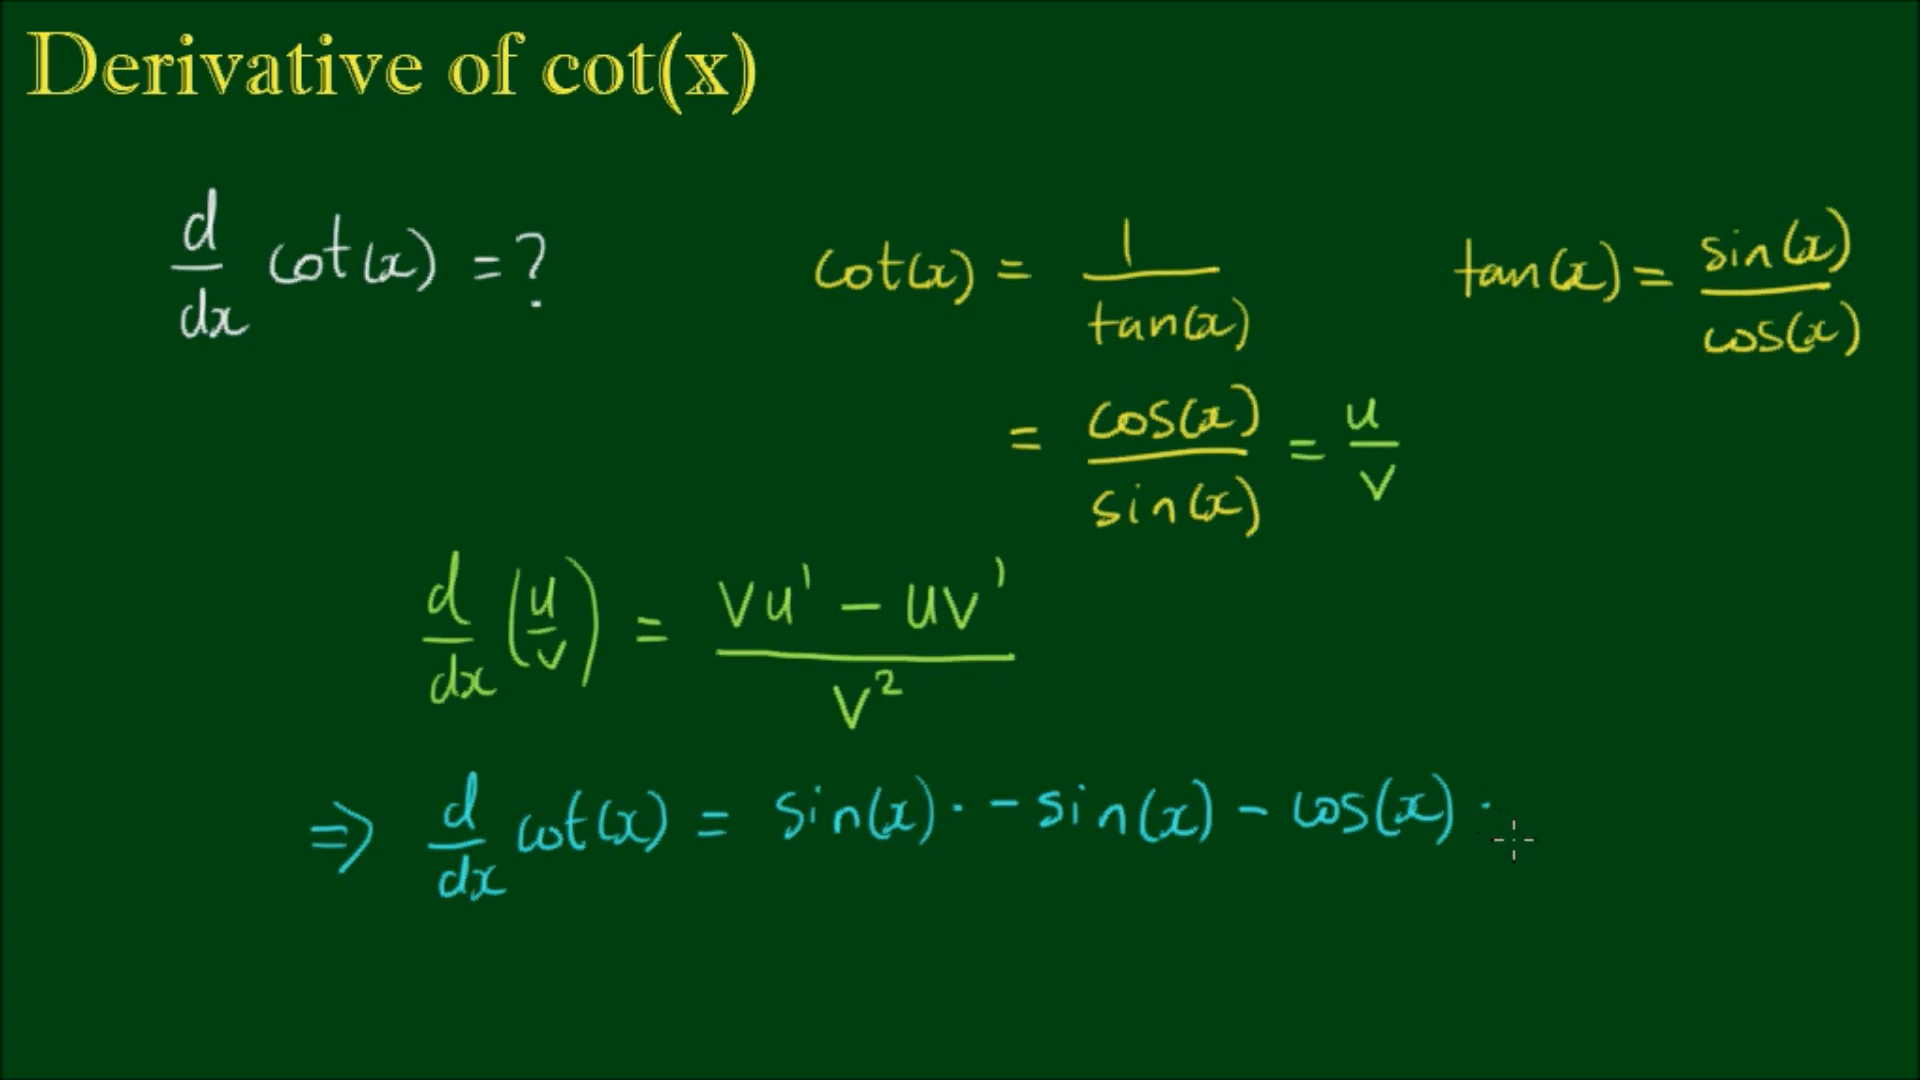 Derivative of cot(x)
d/dx cot(x) = ?
cot(x) = 1/tan(x)
tan(x) = sin(x)/cos(x)
= cos(x)/sin(x) = u/v
d/dx (u/v) = (vu' - uv')/v²
⇒ d/dx cot(x) = sin(x) · - sin(x) - cos(x) ·